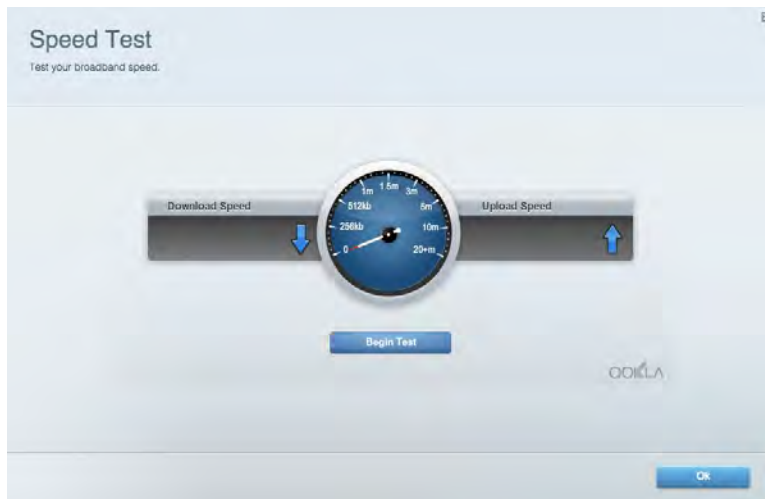 Speed Test
Test your broadband speed.
Download Speed
Upload Speed
0
256kb
512kb
1m
1.5m
3m
5m
10m
20+m
Begin Test
OOKLA
Ok